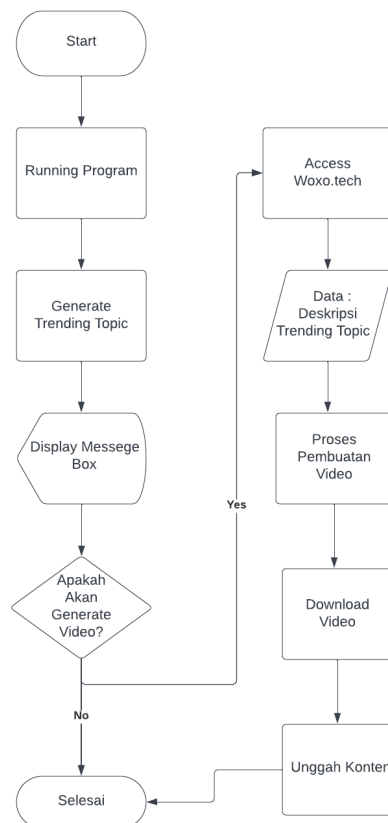 Start
Running Program
Generate
Trending Topic
Display Messege
Box
Apakah
Akan
Generate
Video?
No
Selesai
Yes
Access
Woxo.tech
Data :
Deskripsi
Trending Topic
Proses
Pembuatan
Video
Download
Video
Unggah Konten